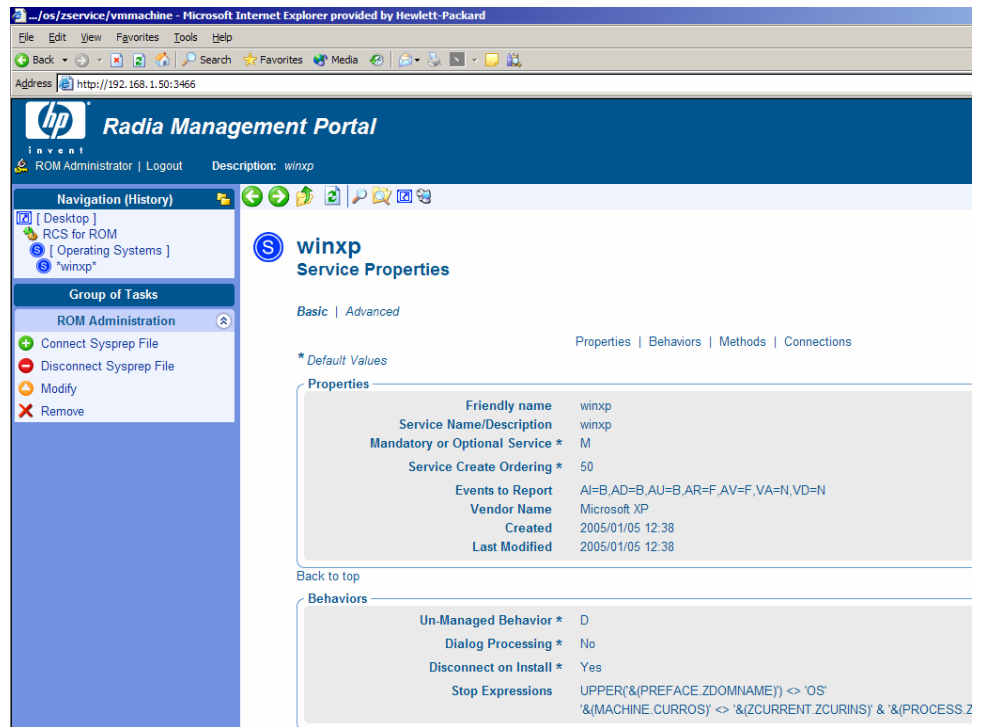 .../os/zservice/vmmachine - Microsoft Internet Explorer provided by Hewlett-Packard
File Edit View Favorites Tools Help
Back Search Favorites Media
Address http://192.168.1.50:3466
hp
invent
Radia Management Portal
ROM Administrator | Logout Description: winxp
Navigation (History)
[ Desktop ]
RCS for ROM
[ Operating Systems ]
*winxp*
Group of Tasks
ROM Administration
Connect Sysprep File
Disconnect Sysprep File
Modify
Remove
S winxp
Service Properties
Basic | Advanced
Properties | Behaviors | Methods | Connections
* Default Values
Properties
Friendly name winxp
Service Name/Description winxp
Mandatory or Optional Service * M
Service Create Ordering * 50
Events to Report AI=B,AD=B,AU=B,AR=F,AV=F,VA=N,VD=N
Vendor Name Microsoft XP
Created 2005/01/05 12:38
Last Modified 2005/01/05 12:38
Back to top
Behaviors
Un-Managed Behavior * D
Dialog Processing * No
Disconnect on Install * Yes
Stop Expressions UPPER('&(PREFACE.ZDOMNAME)') <> 'OS'
'&(MACHINE.CURROS)' <> '&(ZCURRENT.ZCURINS)' & '&(PROCESS.Z